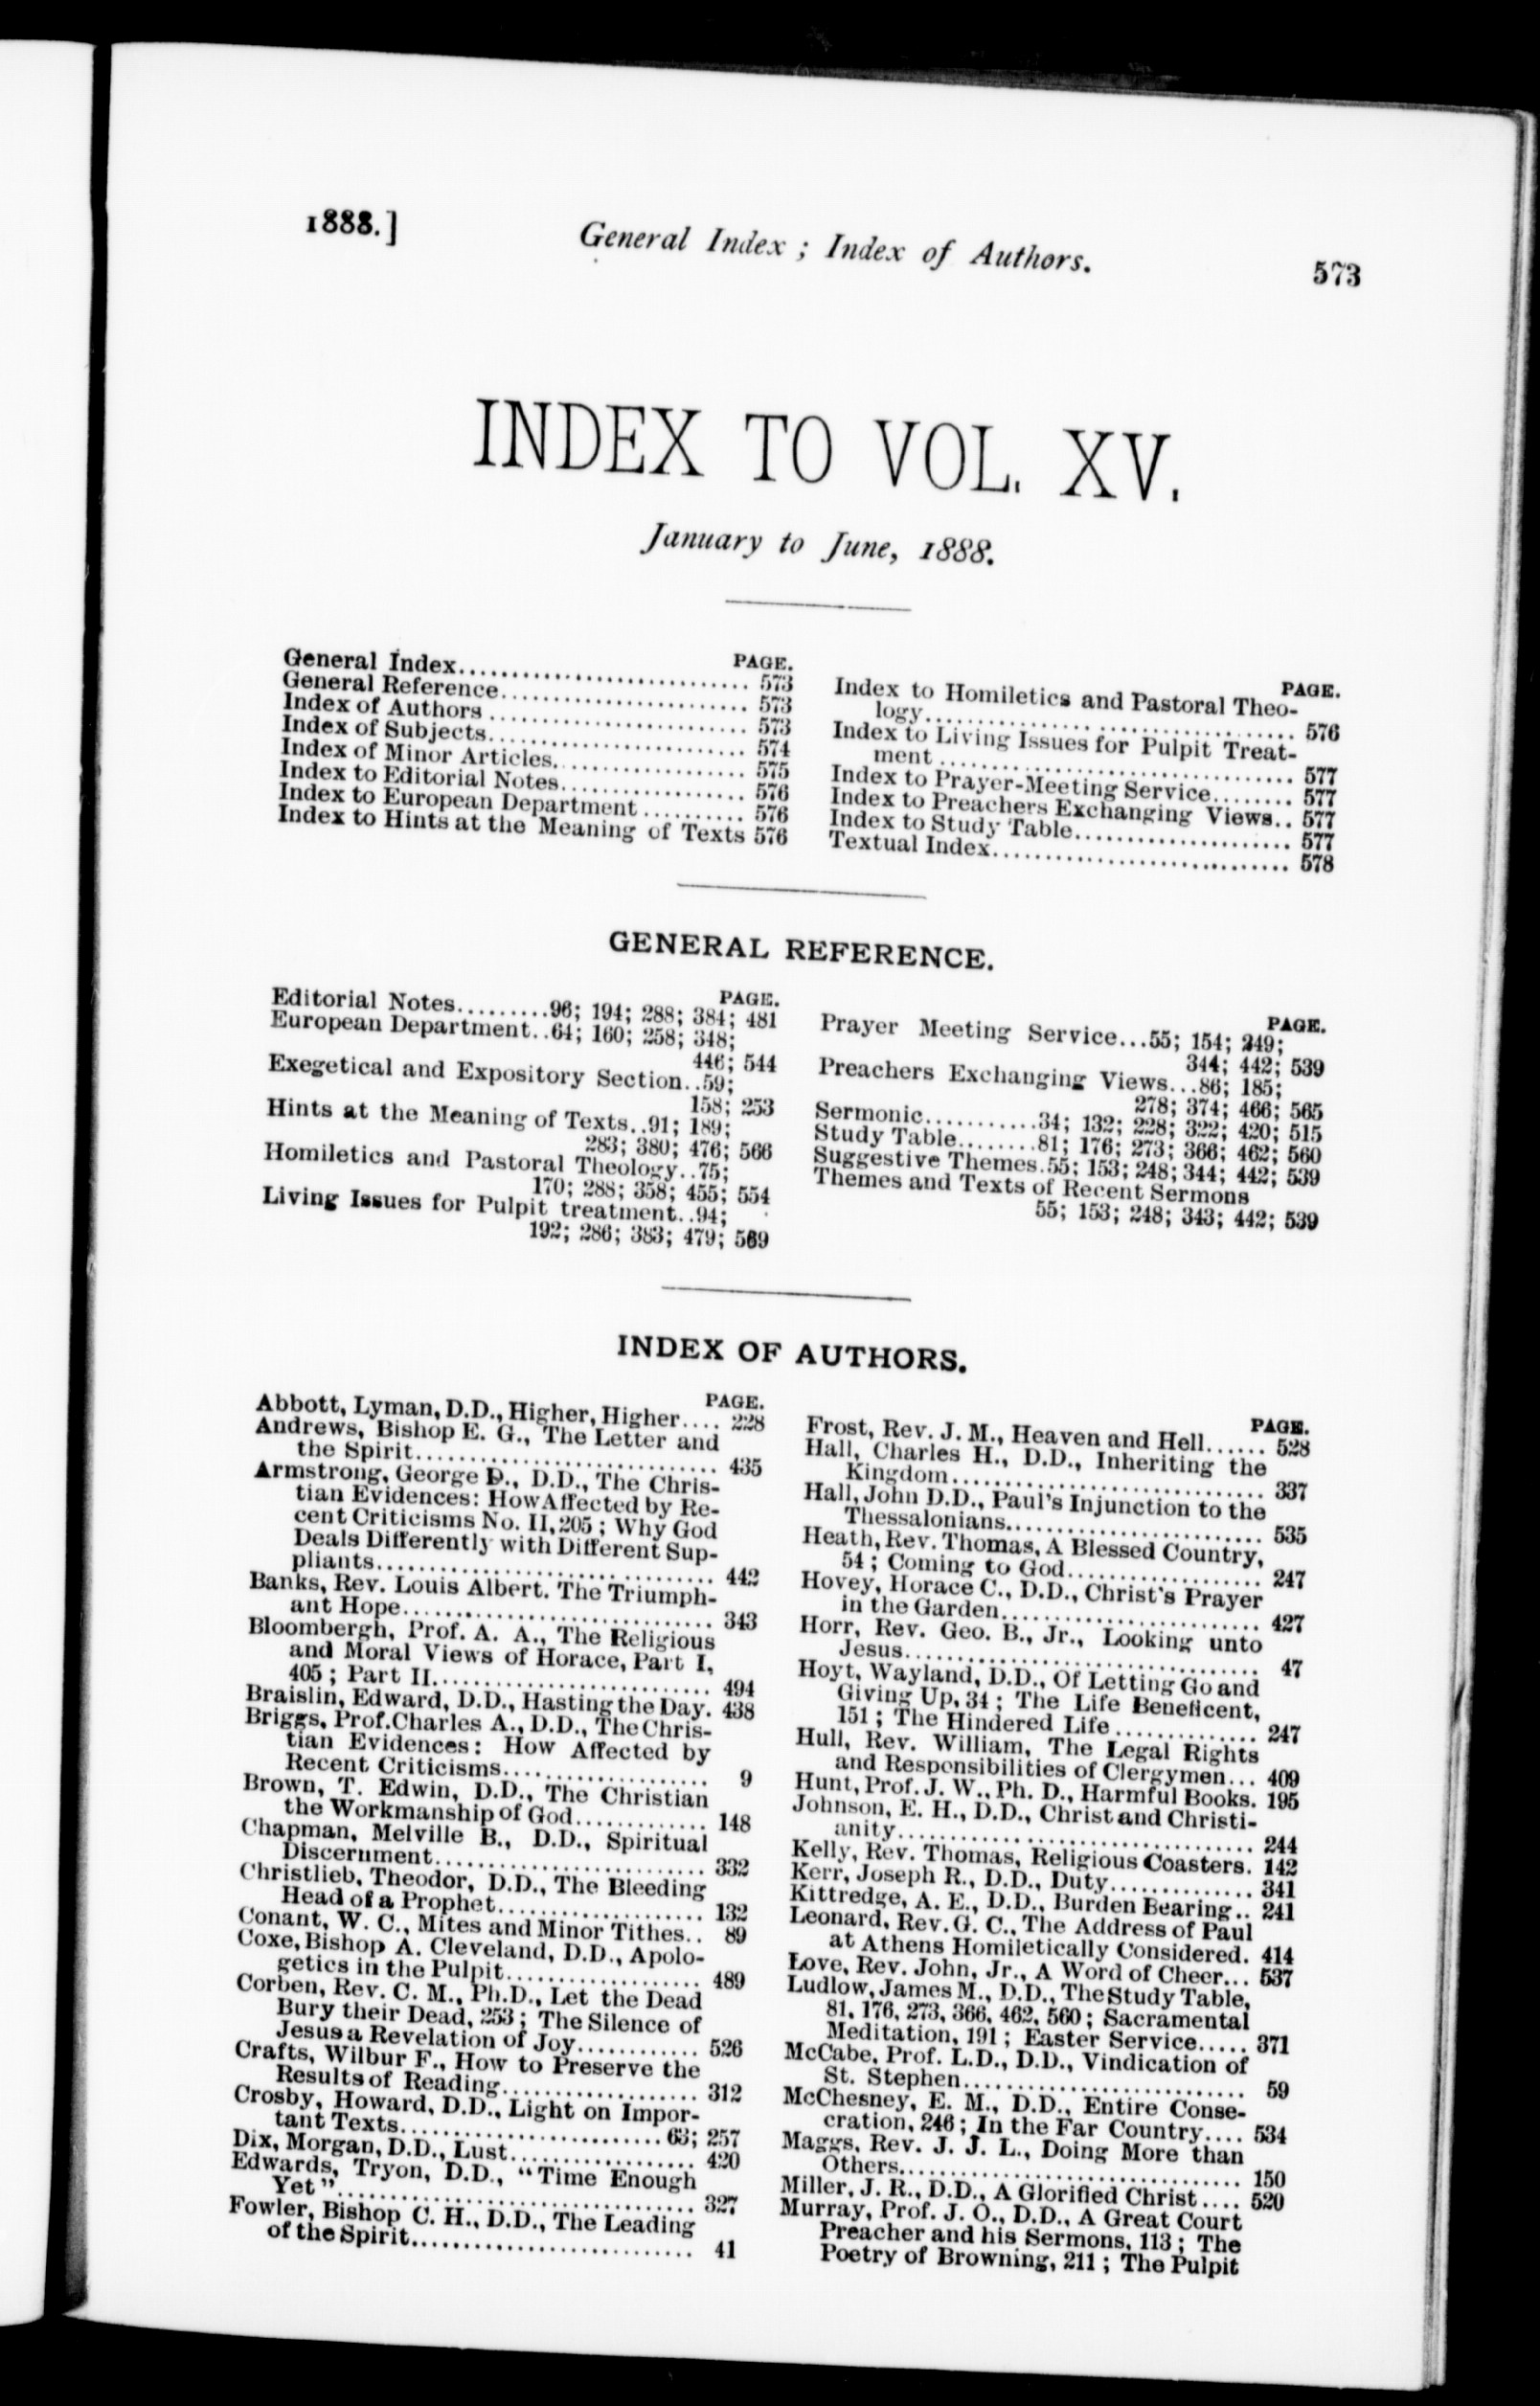 1888.]
General Index ; Index of Authors.
573
INDEX TO VOL. XV.
January to June, 1888.
PAGE.
General Index............................ 573
General Reference........................ 573
Index of Authors ......................... 573
Index of Subjects......................... 574
Index of Minor Articles................... 575
Index to Editorial Notes.................. 576
Index to European Department .......... 576
Index to Hints at the Meaning of Texts 576
PAGE.
Index to Homiletics and Pastoral Theo-
logy.................................... 576
Index to Living Issues for Pulpit Treat-
ment .................................. 577
Index to Prayer-Meeting Service........ 577
Index to Preachers Exchanging Views.. 577
Index to Study Table..................... 577
Textual Index............................. 578
GENERAL REFERENCE.
PAGE.
Editorial Notes.........96; 194; 288; 384; 481
European Department..64; 160; 258; 348;
446; 544
Exegetical and Expository Section..59;
158; 253
Hints at the Meaning of Texts..91; 189;
283; 380; 476; 566
Homiletics and Pastoral Theology..75;
170; 288; 358; 455; 554
Living Issues for Pulpit treatment..94;
192; 286; 383; 479; 569
PAGE.
Prayer Meeting Service...55; 154; 249;
344; 442; 539
Preachers Exchanging Views...86; 185;
278; 374; 466; 565
Sermonic...........34; 132; 228; 322; 420; 515
Study Table........81; 176; 273; 366; 462; 560
Suggestive Themes.55; 153; 248; 344; 442; 539
Themes and Texts of Recent Sermons
55; 153; 248; 343; 442; 539
INDEX OF AUTHORS.
PAGE.
Abbott, Lyman, D.D., Higher, Higher.... 228
Andrews, Bishop E. G., The Letter and
the Spirit.............................. 435
Armstrong, George D., D.D., The Chris-
tian Evidences: How Affected by Re-
cent Criticisms No. II, 205 ; Why God
Deals Differently with Different Sup-
pliants................................. 442
Banks, Rev. Louis Albert. The Triumph-
ant Hope.............................. 343
Bloombergh, Prof. A. A., The Religious
and Moral Views of Horace, Part I,
405 ; Part II........................... 494
Braislin, Edward, D.D., Hasting the Day. 438
Briggs, Prof. Charles A., D.D., The Chris-
tian Evidences: How Affected by
Recent Criticisms.................... 9
Brown, T. Edwin, D.D., The Christian
the Workmanship of God............. 148
Chapman, Melville B., D.D., Spiritual
Discernment.......................... 332
Christlieb, Theodor, D.D., The Bleeding
Head of a Prophet.................... 132
Conant, W. C., Mites and Minor Tithes.. 89
Coxe, Bishop A. Cleveland, D.D., Apolo-
getics in the Pulpit................... 489
Corben, Rev. C. M., Ph.D., Let the Dead
Bury their Dead, 253 ; The Silence of
Jesus a Revelation of Joy............ 526
Crafts, Wilbur F., How to Preserve the
Results of Reading................... 312
Crosby, Howard, D.D., Light on Impor-
tant Texts.......................... 63; 257
Dix, Morgan, D.D., Lust.................. 420
Edwards, Tryon, D.D., “Time Enough
Yet”................................... 327
Fowler, Bishop C. H., D.D., The Leading
of the Spirit........................... 41
PAGE.
Frost, Rev. J. M., Heaven and Hell...... 528
Hall, Charles H., D.D., Inheriting the
Kingdom.............................. 337
Hall, John D.D., Paul's Injunction to the
Thessalonians......................... 535
Heath, Rev. Thomas, A Blessed Country,
54 ; Coming to God................... 247
Hovey, Horace C., D.D., Christ's Prayer
in the Garden......................... 427
Horr, Rev. Geo. B., Jr., Looking unto
Jesus................................... 47
Hoyt, Wayland, D.D., Of Letting Go and
Giving Up, 34 ; The Life Beneficent,
151 ; The Hindered Life.............. 247
Hull, Rev. William, The Legal Rights
and Responsibilities of Clergymen... 409
Hunt, Prof. J. W., Ph. D., Harmful Books. 195
Johnson, E. H., D.D., Christ and Christi-
anity................................... 244
Kelly, Rev. Thomas, Religious Coasters. 142
Kerr, Joseph R., D.D., Duty.............. 341
Kittredge, A. E., D.D., Burden Bearing.. 241
Leonard, Rev. G. C., The Address of Paul
at Athens Homiletically Considered. 414
Love, Rev. John, Jr., A Word of Cheer... 537
Ludlow, James M., D.D., The Study Table,
81, 176, 273, 366, 462, 560 ; Sacramental
Meditation, 191 ; Easter Service..... 371
McCabe, Prof. L.D., D.D., Vindication of
St. Stephen............................ 59
McChesney, E. M., D.D., Entire Conse-
cration, 246 ; In the Far Country.... 534
Maggs, Rev. J. J. L., Doing More than
Others................................. 150
Miller, J. R., D.D., A Glorified Christ.... 520
Murray, Prof. J. O., D.D., A Great Court
Preacher and his Sermons, 113 ; The
Poetry of Browning, 211 ; The Pulpit